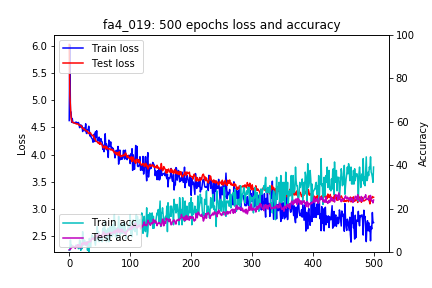 fa4_019: 500 epochs loss and accuracy
Train loss
Test loss
Train acc
Test acc
Loss
6.0
5.5
5.0
4.5
4.0
3.5
3.0
2.5
Accuracy
100
80
60
40
20
0
0 100 200 300 400 500